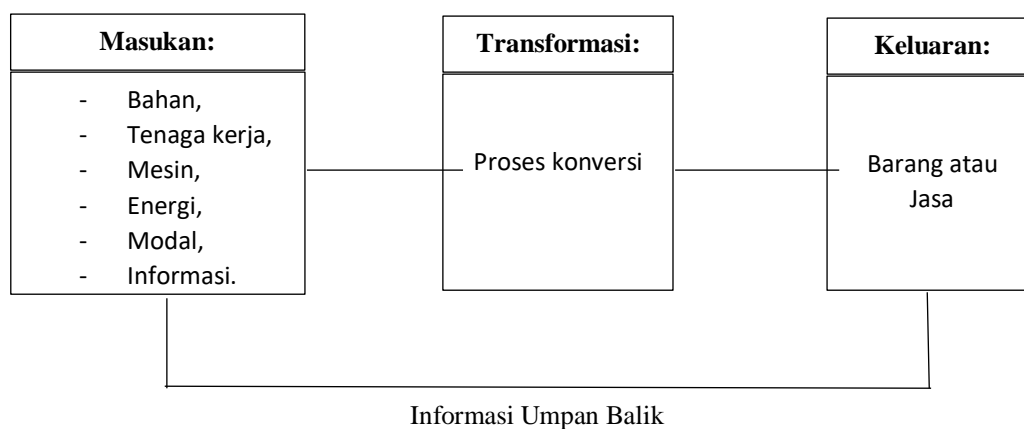 Masukan:
- Bahan,
- Tenaga kerja,
- Mesin,
- Energi,
- Modal,
- Informasi.
Transformasi:
Proses konversi
Keluaran:
Barang atau
Jasa
Informasi Umpan Balik